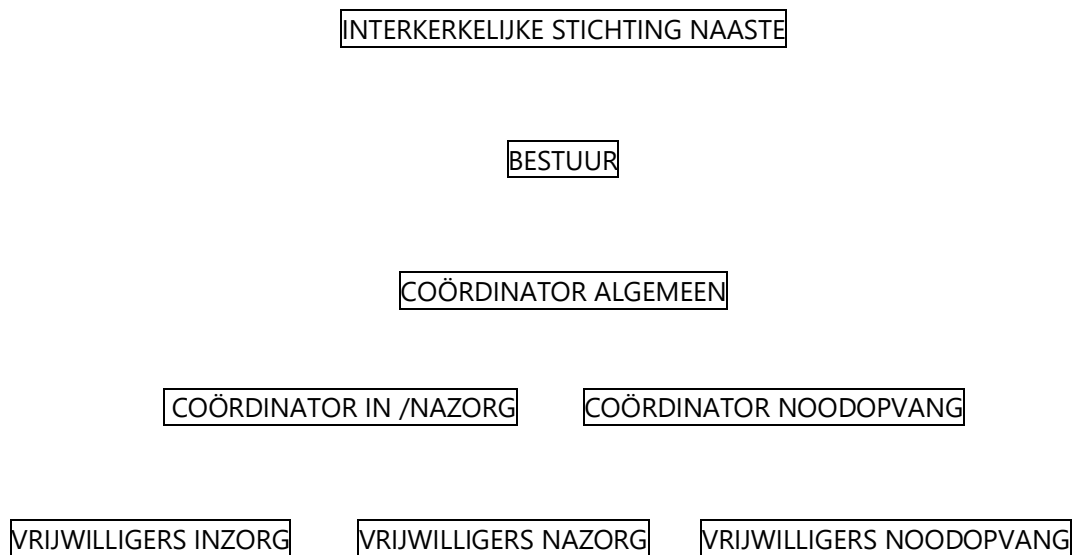 INTERKERKELIJKE STICHTING NAASTE
BESTUUR
COÖRDINATOR ALGEMEEN
COÖRDINATOR IN /NAZORG COÖRDINATOR NOODOPVANG
VRIJWILLIGERS INZORG VRIJWILLIGERS NAZORG VRIJWILLIGERS NOODOPVANG